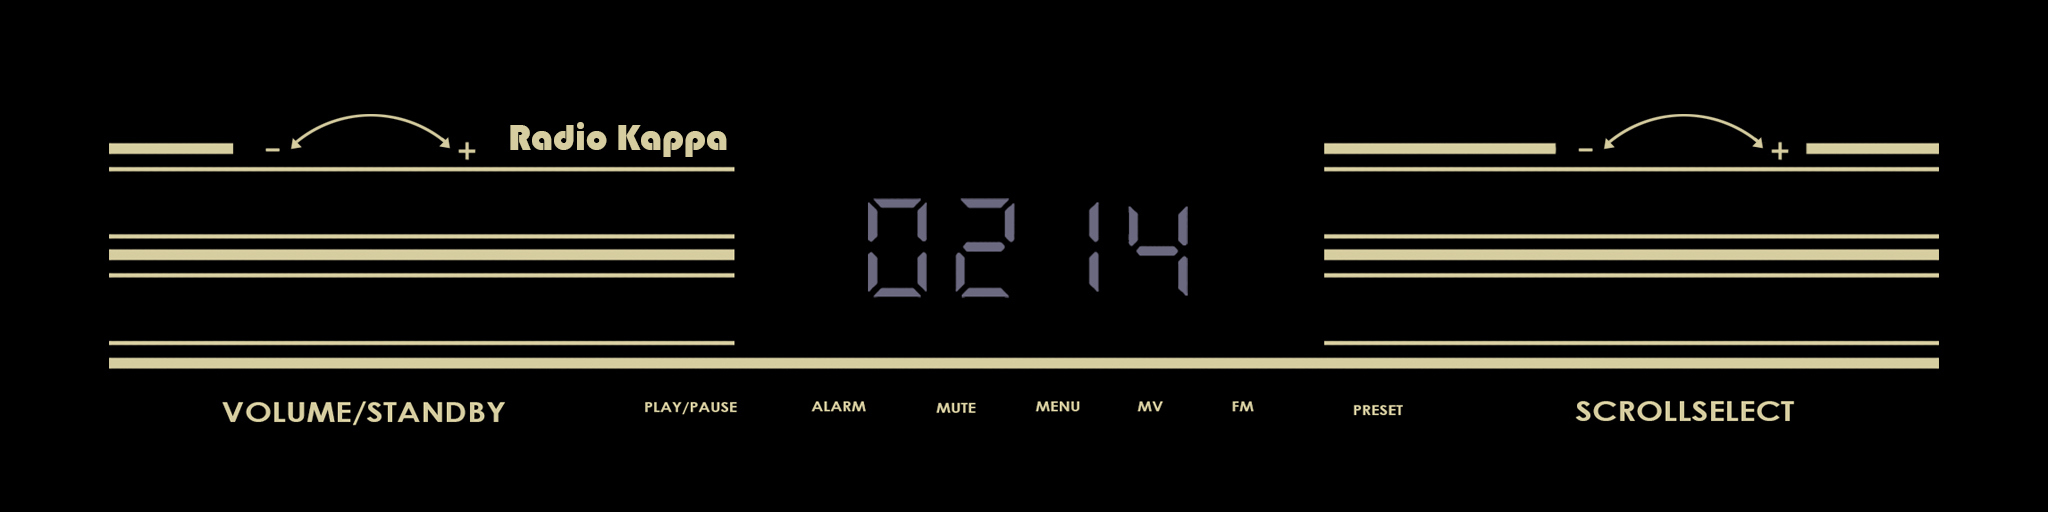 - + Radio Kappa - +
02 14
VOLUME/STANDBY PLAY/PAUSE ALARM MUTE MENU MV FM PRESET SCROLLSELECT